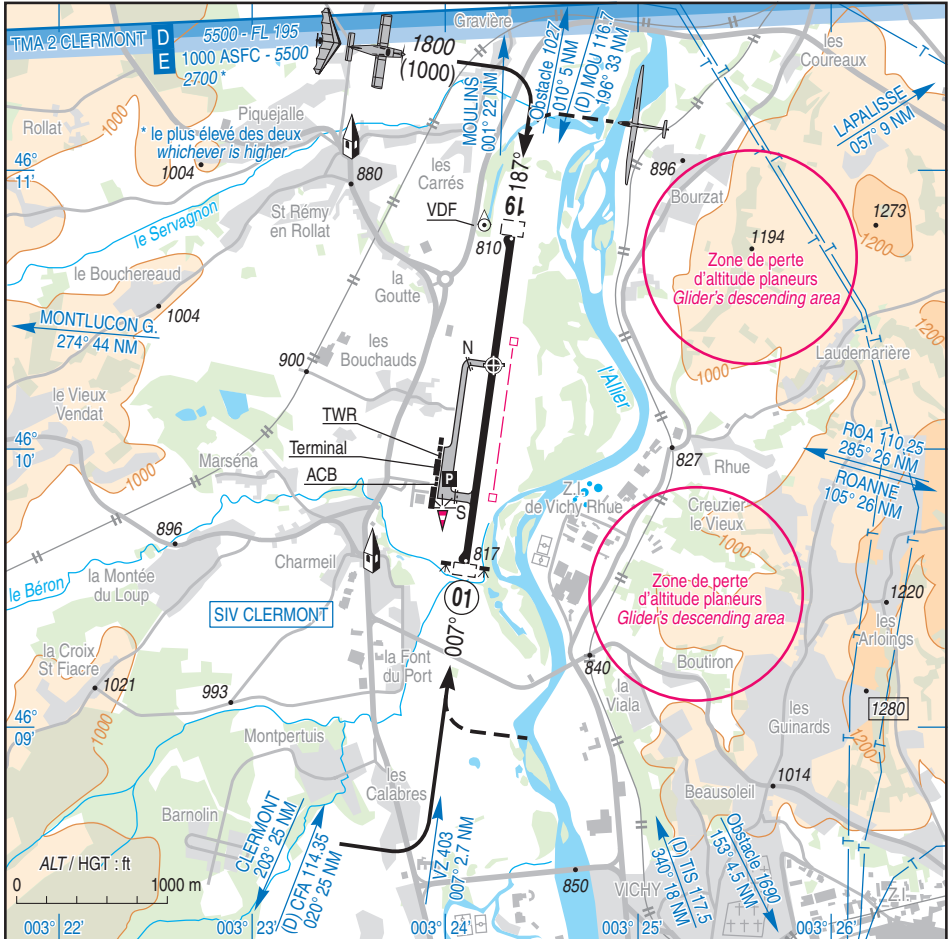 TMA 2 CLERMONT
D
E
5500 - FL 195
1000 ASFC - 5500
2700 *
* le plus élevé des deux
whichever is higher
1800
(1000)
Gravière
MOULINS
001° 22 NM
Obstacle 1027
010° 5 NM
(D) MOU 116.7
196° 33 NM
les
Coureaux
LAPALISSE
057° 9 NM
Rollat
1000
Piquejalle
1004
46°
11'
880
les
Carrés
187°
19
896
Bourzat
1273
1200
VDF
St Rémy
en Rollat
le Servagnon
810
1194
Zone de perte
d'altitude planeurs
Glider's descending area
le Bouchereaud
1004
la
Goutte
MONTLUCON G.
274° 44 NM
les
Bouchauds
900
N
l'Allier
1000
Laudemarière
le Vieux
Vendat
TWR
Terminal
ACB
P
S
46°
10'
1000
Marséna
827
Rhue
ROA 110.25
285° 26 NM
ROANNE
105° 26 NM
Z.I.
de Vichy Rhue
Creuzier
le Vieux
1000
896
Charmeil
817
le Béron
la Montée
du Loup
01
007°
Zone de perte
d'altitude planeurs
Glider's descending area
1220
les
Arloings
SIV CLERMONT
la Croix
St Fiacre
1021
993
la Font
du Port
840
Boutiron
la
Viala
1280
46°
09'
1000
Montpertuis
les
Guinards
1200
les
Calabres
1014
Beausoleil
Barnolin
CLERMONT
203° 25 NM
(D) CFA 114.35
020° 25 NM
VZ 403
007° 2.7 NM
(D) TIS 117.5
340° 18 NM
Obstacle 1690
153° 4.5 NM
ALT / HGT : ft
0
1000 m
850
VICHY
Z.I.
003° 22'
003° 23'
003° 24'
003° 25'
003° 26'